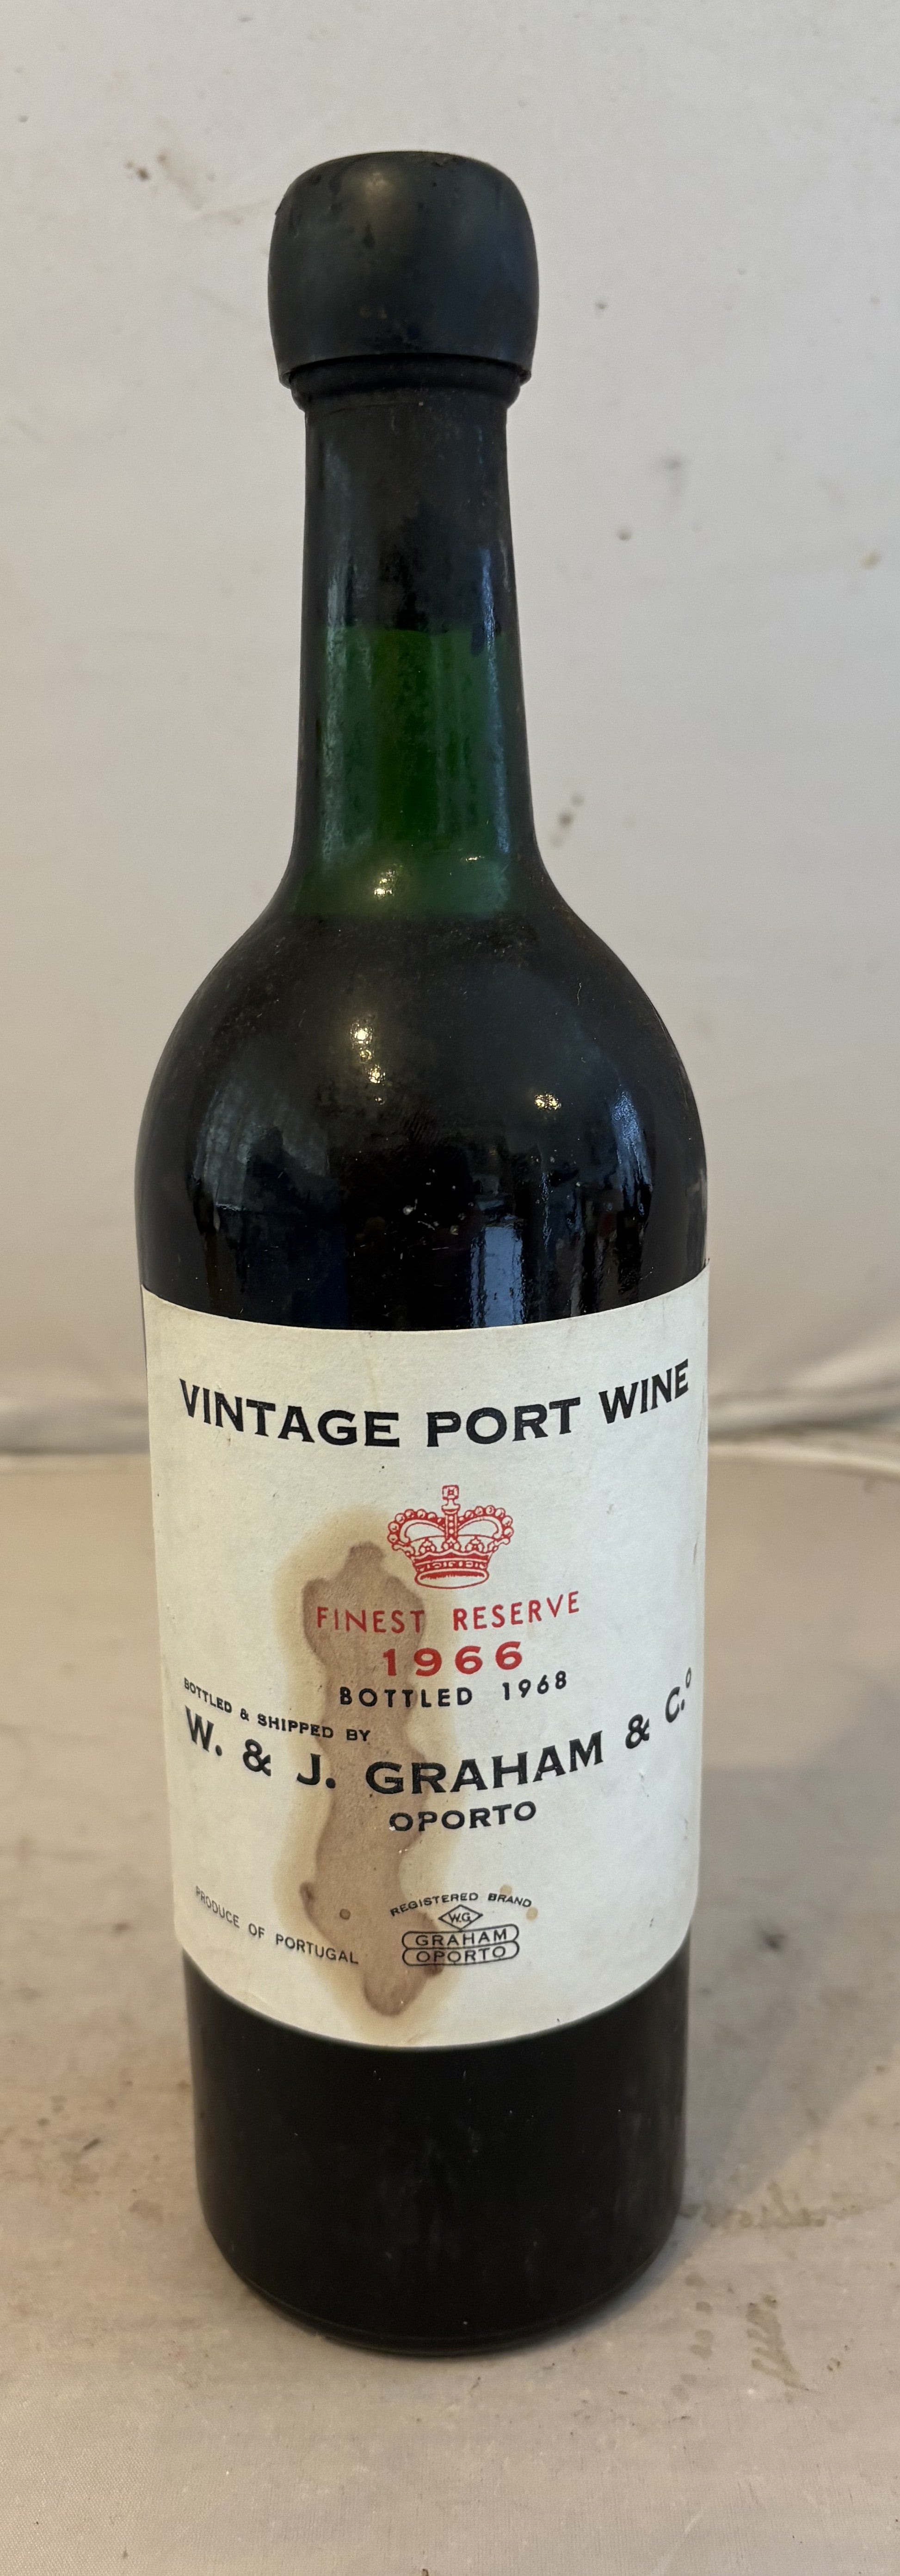 VINTAGE PORT WINE
FINEST RESERVE
1966
BOTTLED 1968
BOTTLED & SHIPPED BY
W. & J. GRAHAM & C.º
OPORTO
PRODUCE OF PORTUGAL
REGISTERED BRAND
WG
GRAHAM
OPORTO